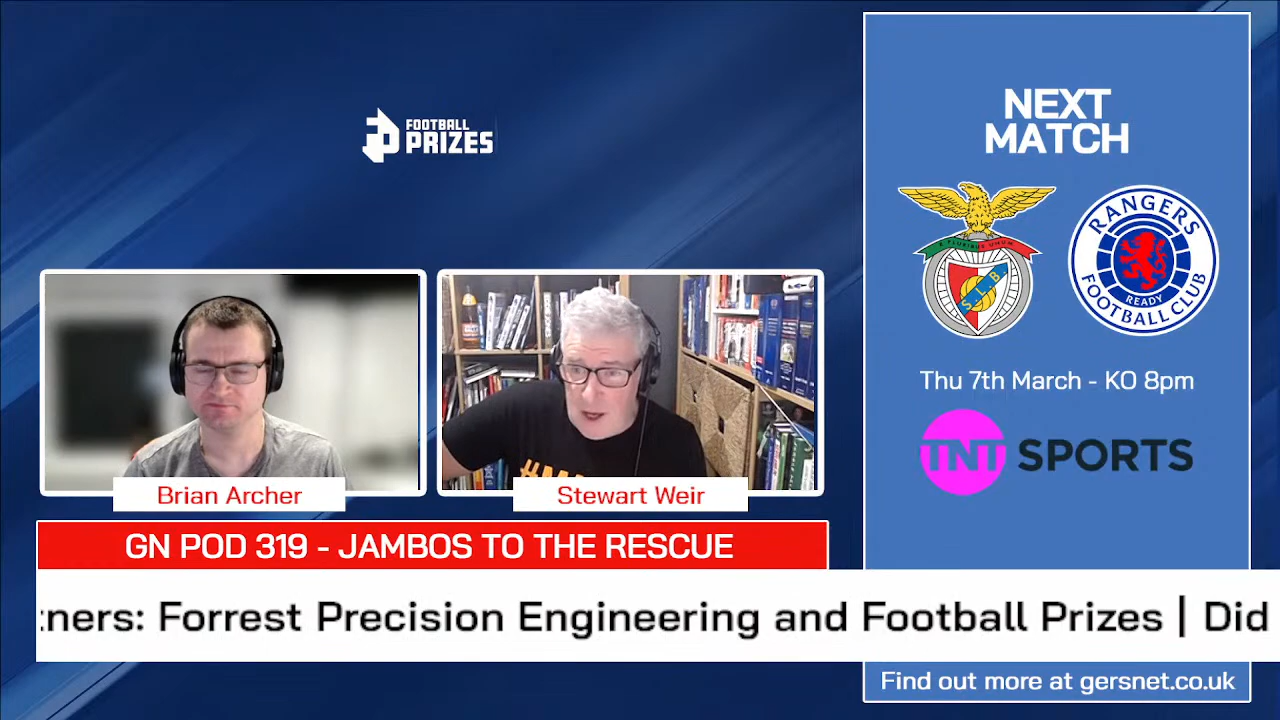 FOOTBALL
PRIZES
NEXT
MATCH
E PLURIBUS UNUM
S L B
RANGERS
READY
FOOTBALL CLUB
Thu 7th March - KO 8pm
TNT SPORTS
Brian Archer
Stewart Weir
GN POD 319 - JAMBOS TO THE RESCUE
tners: Forrest Precision Engineering and Football Prizes | Did
Find out more at gersnet.co.uk